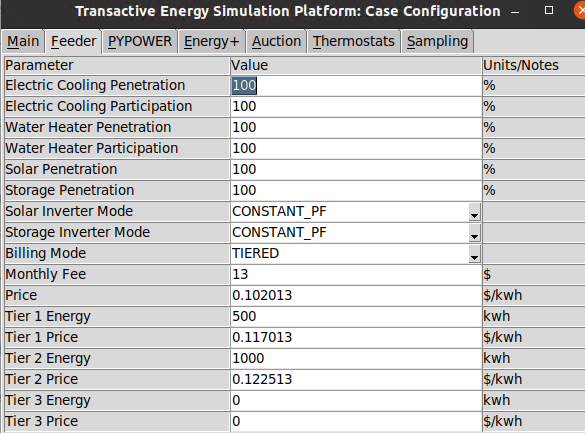 Transactive Energy Simulation Platform: Case Configuration
Main Feeder PYPOWER Energy+ Auction Thermostats Sampling
Parameter Value Units/Notes
Electric Cooling Penetration 100 %
Electric Cooling Participation 100 %
Water Heater Penetration 100 %
Water Heater Participation 100 %
Solar Penetration 100 %
Storage Penetration 100 %
Solar Inverter Mode CONSTANT_PF
Storage Inverter Mode CONSTANT_PF
Billing Mode TIERED
Monthly Fee 13 $
Price 0.102013 $/kwh
Tier 1 Energy 500 kwh
Tier 1 Price 0.117013 $/kwh
Tier 2 Energy 1000 kwh
Tier 2 Price 0.122513 $/kwh
Tier 3 Energy 0 kwh
Tier 3 Price 0 $/kwh